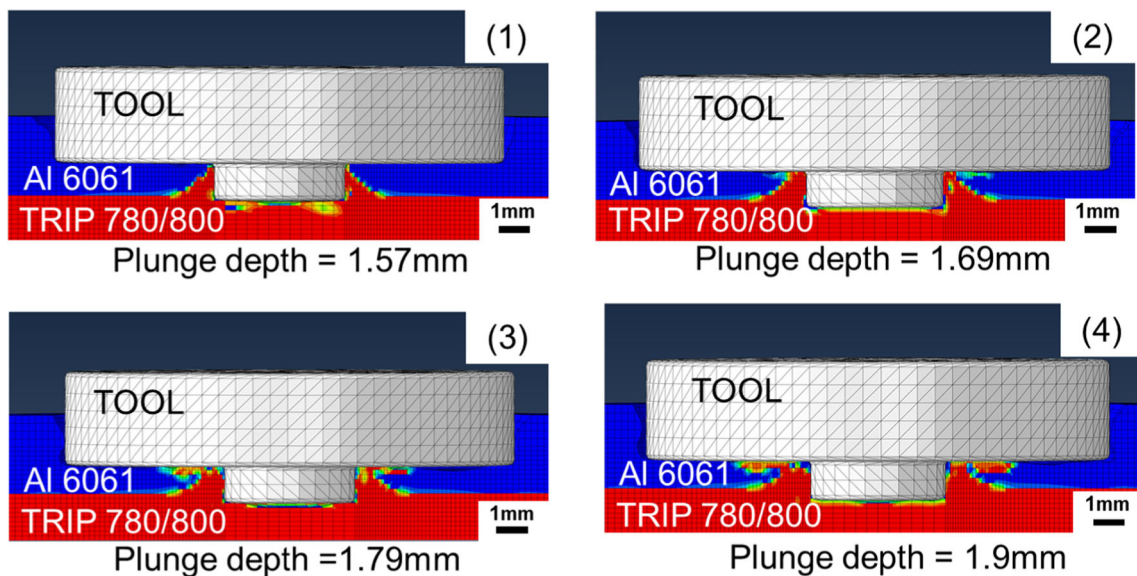 (1)
TOOL
Al 6061
TRIP 780/800
1mm
Plunge depth = 1.57mm
(2)
TOOL
Al 6061
TRIP 780/800
1mm
Plunge depth = 1.69mm
(3)
TOOL
Al 6061
TRIP 780/800
1mm
Plunge depth =1.79mm
(4)
TOOL
Al 6061
TRIP 780/800
1mm
Plunge depth = 1.9mm